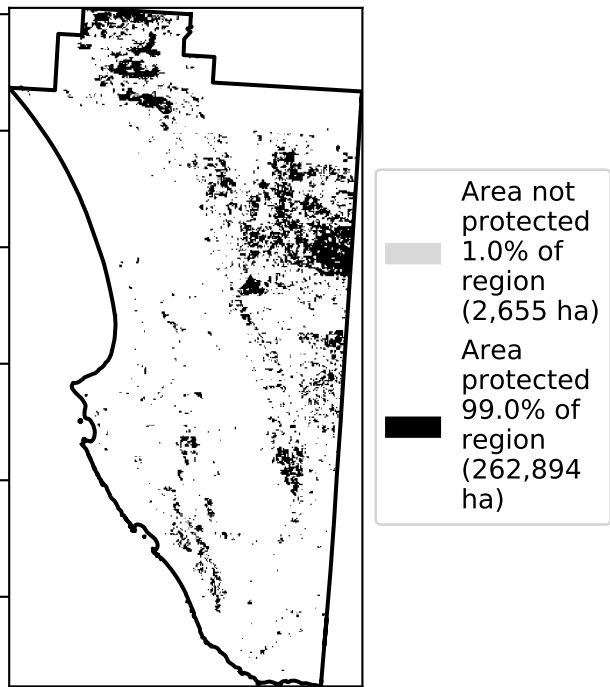 Area not
protected
1.0% of
region
(2,655 ha)
Area
protected
99.0% of
region
(262,894
ha)